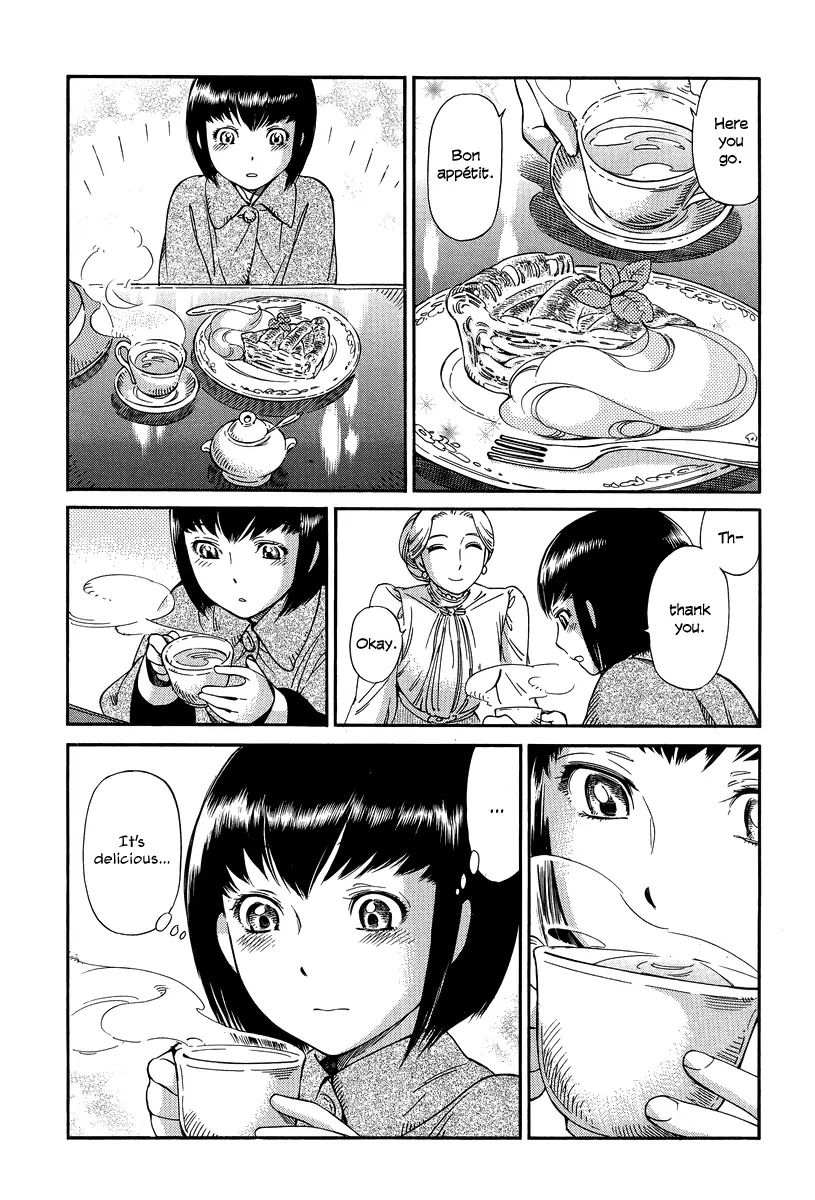 Here
you
go.
Bon
appétit.
Th-
thank
you.
Okay.
...
It's
delicious...